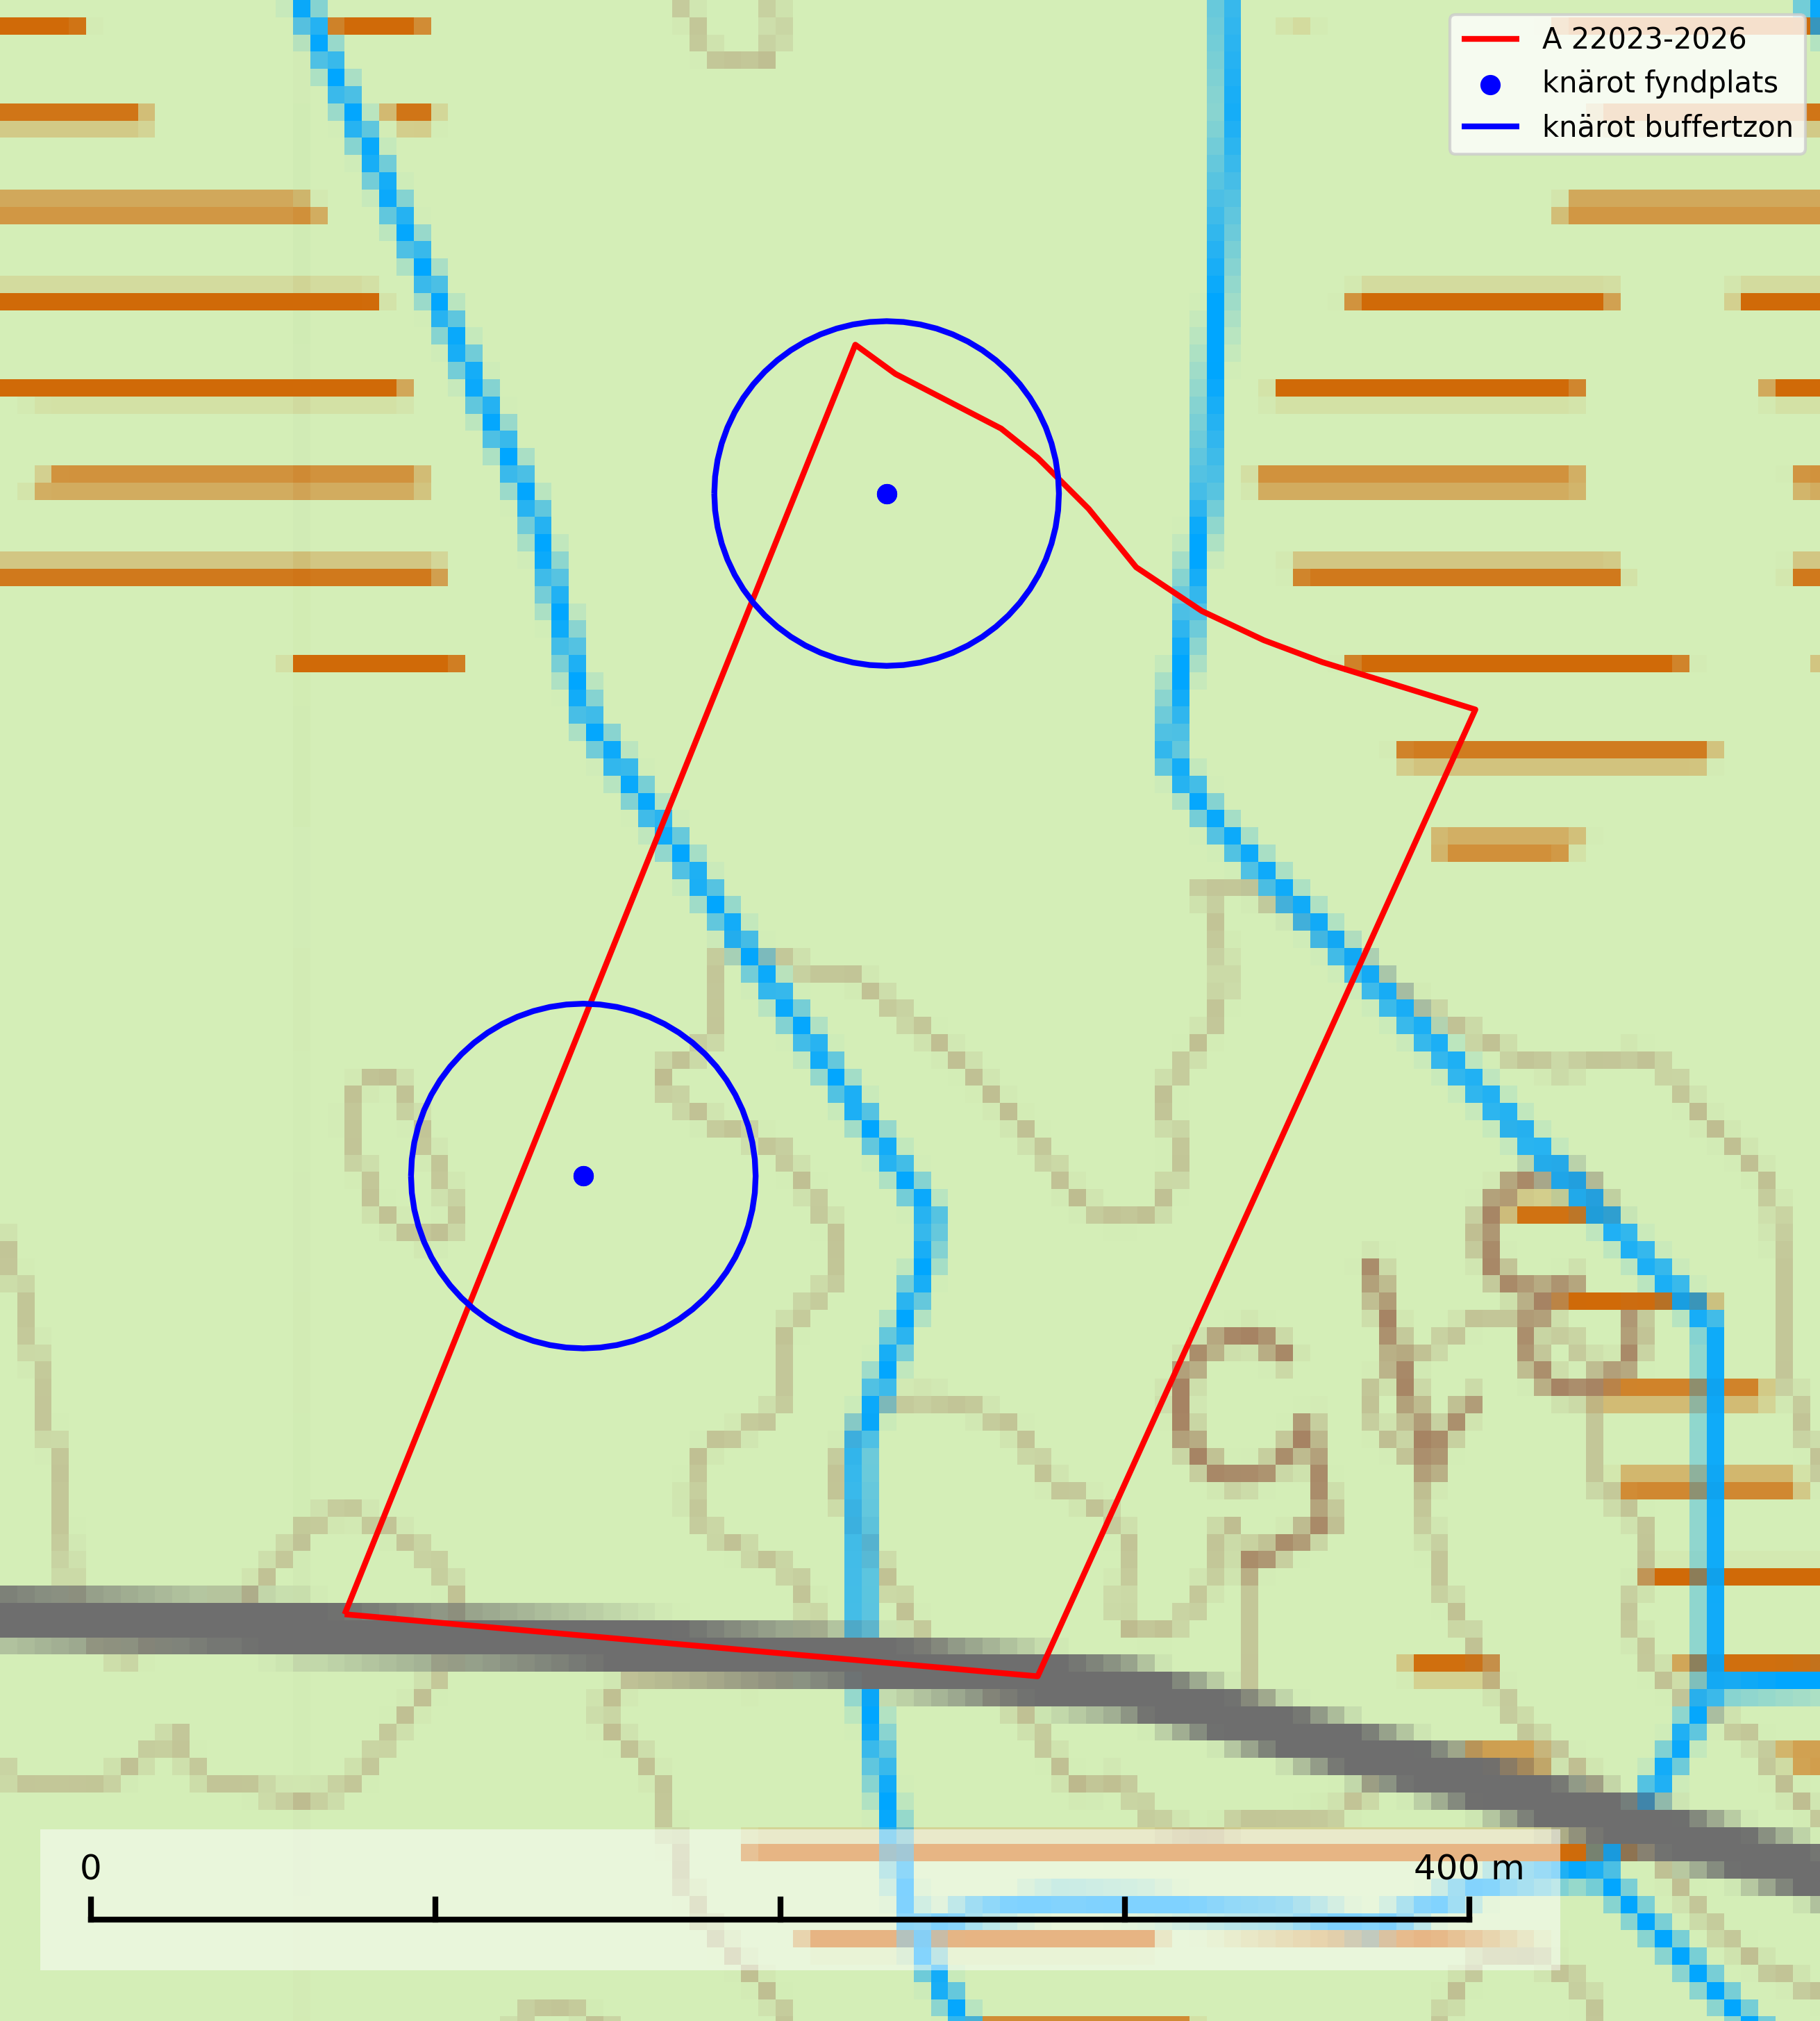 A 22023-2026
knärot fyndplats
knärot buffertzon
0
400 m